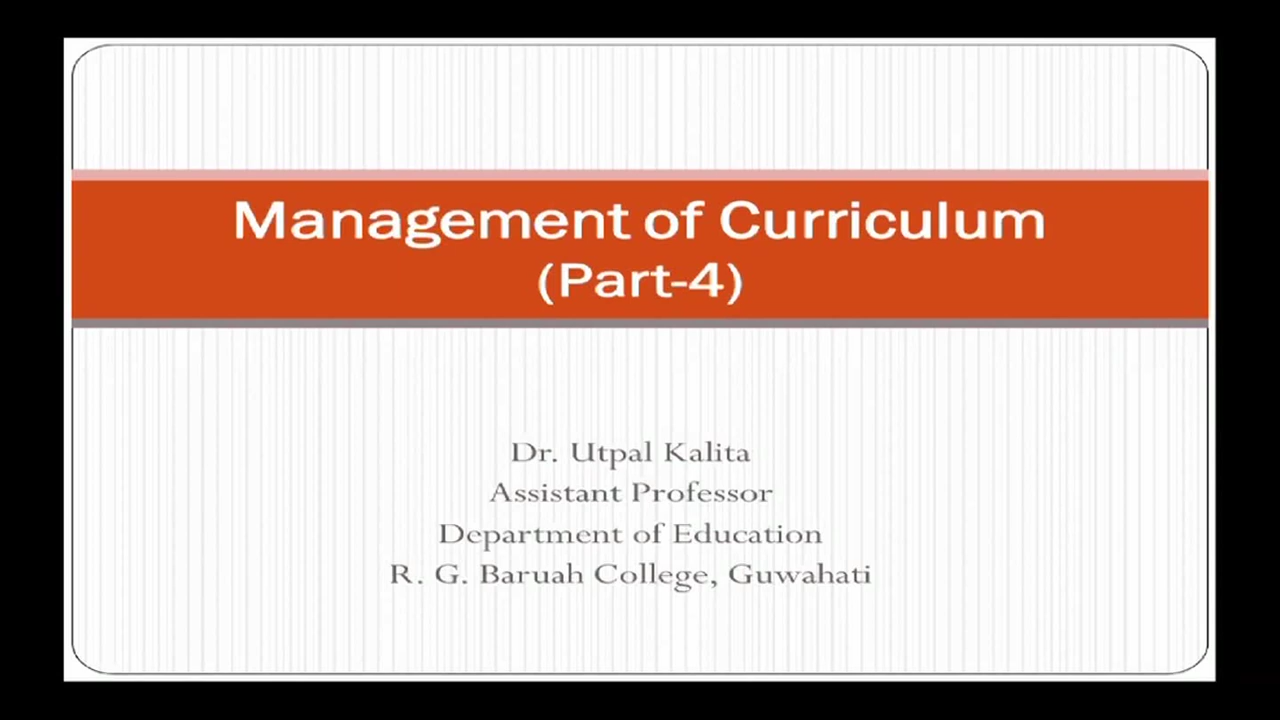 Management of Curriculum
(Part-4)
Dr. Utpal Kalita
Assistant Professor
Department of Education
R. G. Baruah College, Guwahati